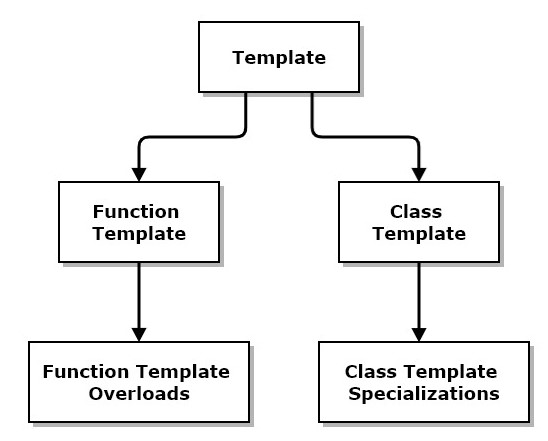 Template
Function
Template
Class
Template
Function Template
Overloads
Class Template
Specializations